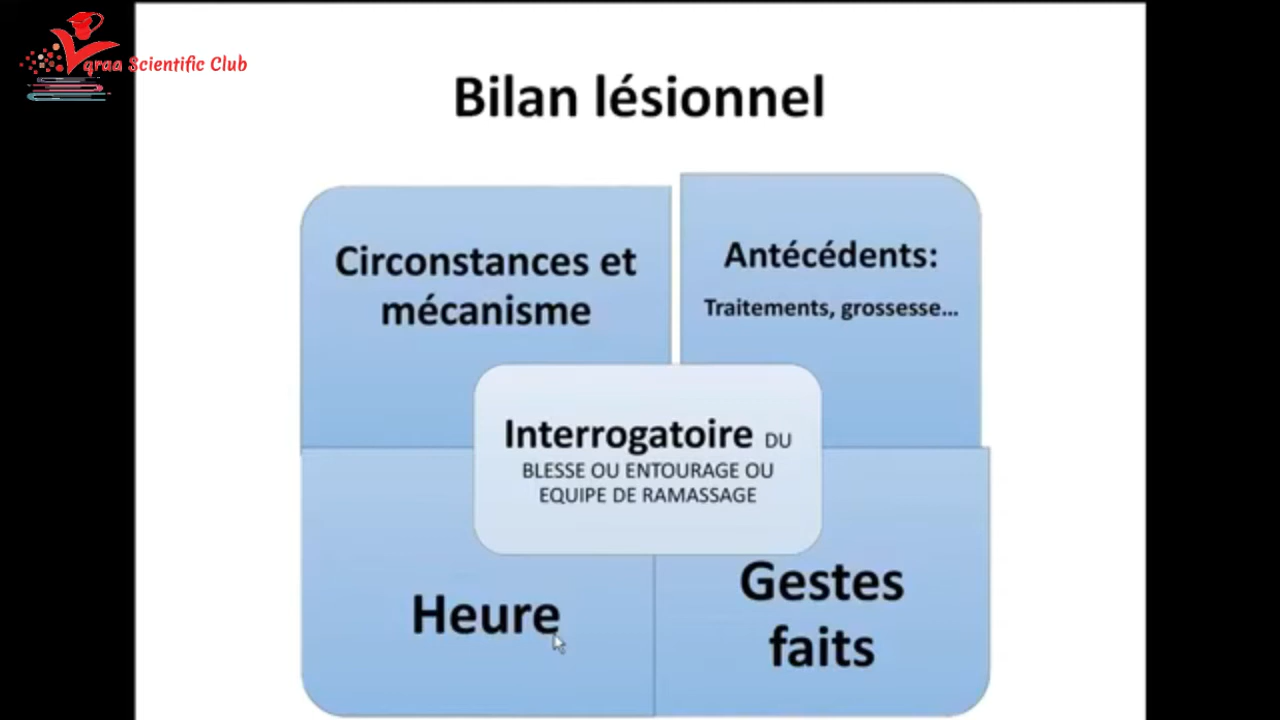 qraa Scientific Club
Bilan lésionnel
Circonstances et
mécanisme
Antécédents:
Traitements, grossesse...
Interrogatoire DU
BLESSE OU ENTOURAGE OU
EQUIPE DE RAMASSAGE
Heure
Gestes
faits